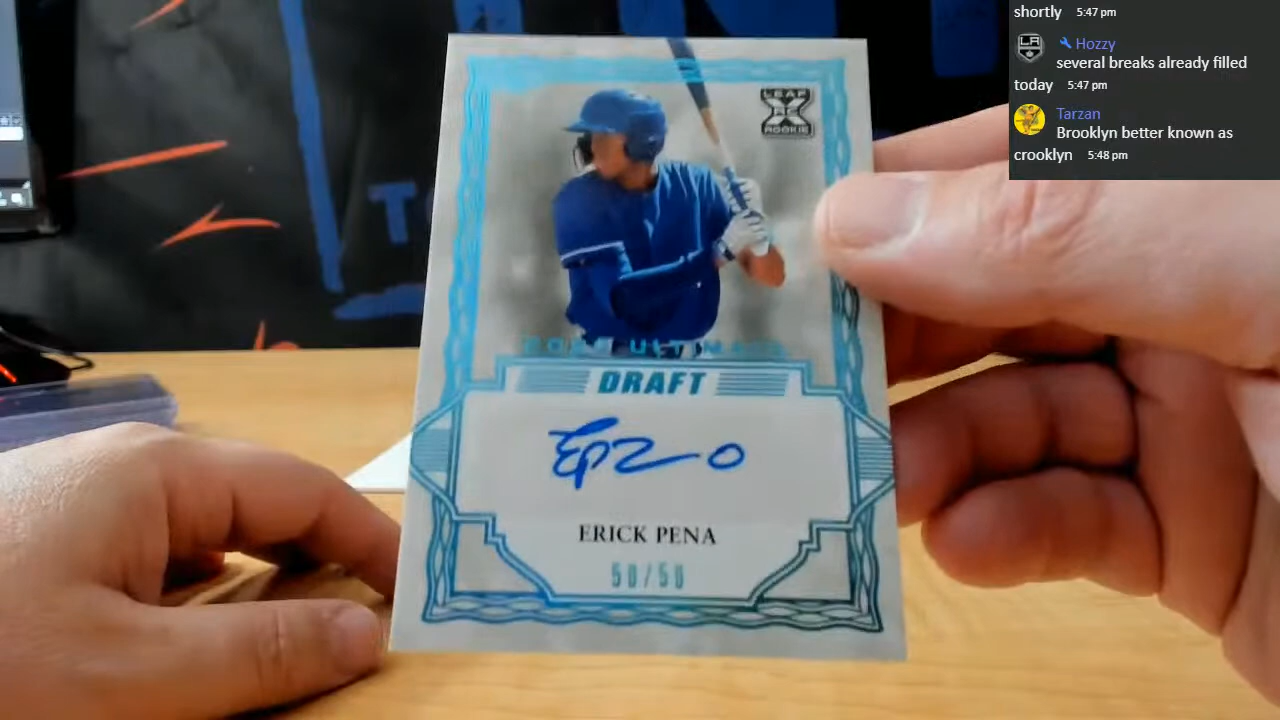 shortly 5:47 pm
Hozzy
several breaks already filled
today 5:47 pm
Tarzan
Brooklyn better known as
crooklyn 5:48 pm
LEAF
ROOKIE
DRAFT
ERICK PENA
50/50